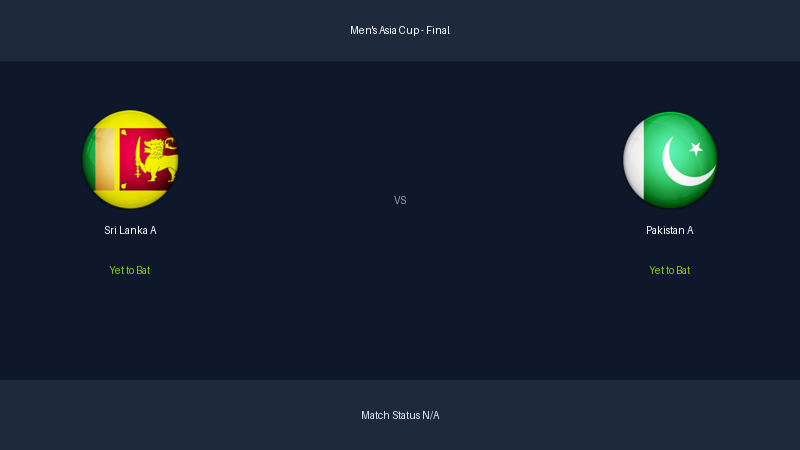 Men's Asia Cup - Final
VS
Sri Lanka A
Pakistan A
Yet to Bat
Yet to Bat
Match Status N/A